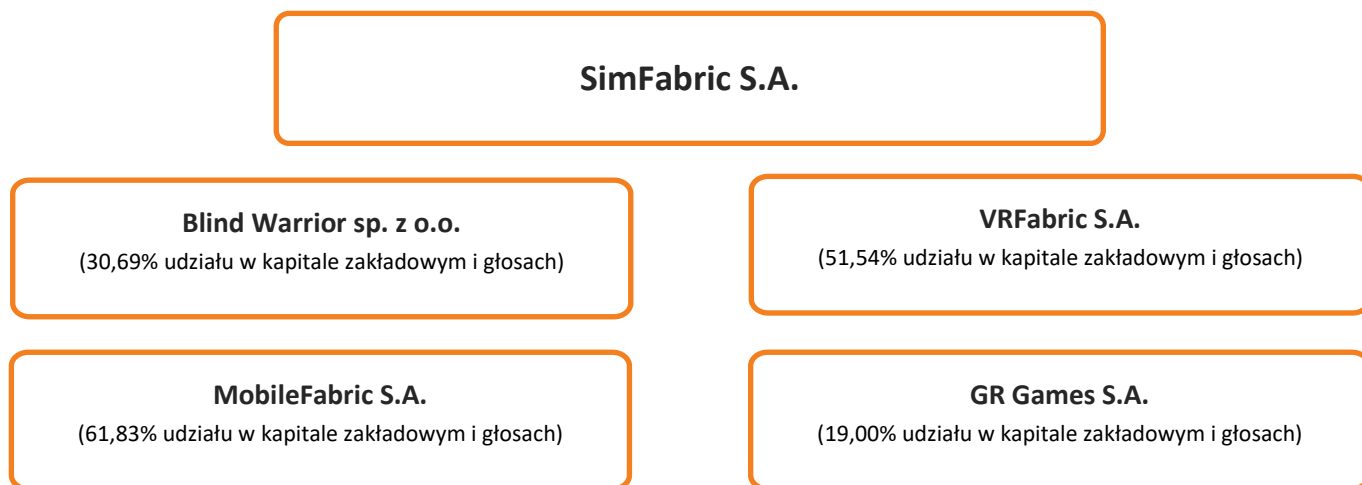 SimFabric S.A.
Blind Warrior sp. z o.o.
(30,69% udziału w kapitale zakładowym i głosach)
VRFabric S.A.
(51,54% udziału w kapitale zakładowym i głosach)
MobileFabric S.A.
(61,83% udziału w kapitale zakładowym i głosach)
GR Games S.A.
(19,00% udziału w kapitale zakładowym i głosach)